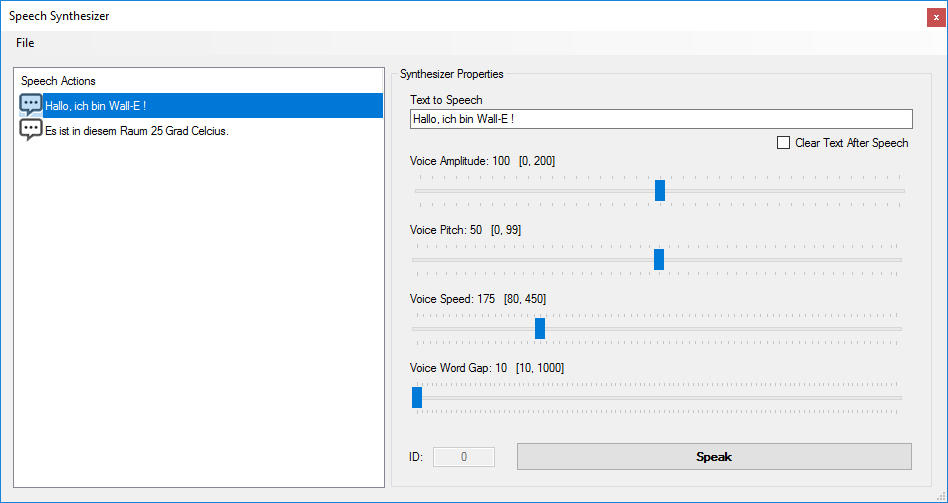 Speech Synthesizer
x
File
Speech Actions
Hallo, ich bin Wall-E !
Es ist in diesem Raum 25 Grad Celcius.
Synthesizer Properties
Text to Speech
Hallo, ich bin Wall-E !
Clear Text After Speech
Voice Amplitude: 100 [0, 200]
Voice Pitch: 50 [0, 99]
Voice Speed: 175 [80, 450]
Voice Word Gap: 10 [10, 1000]
ID: 0 Speak